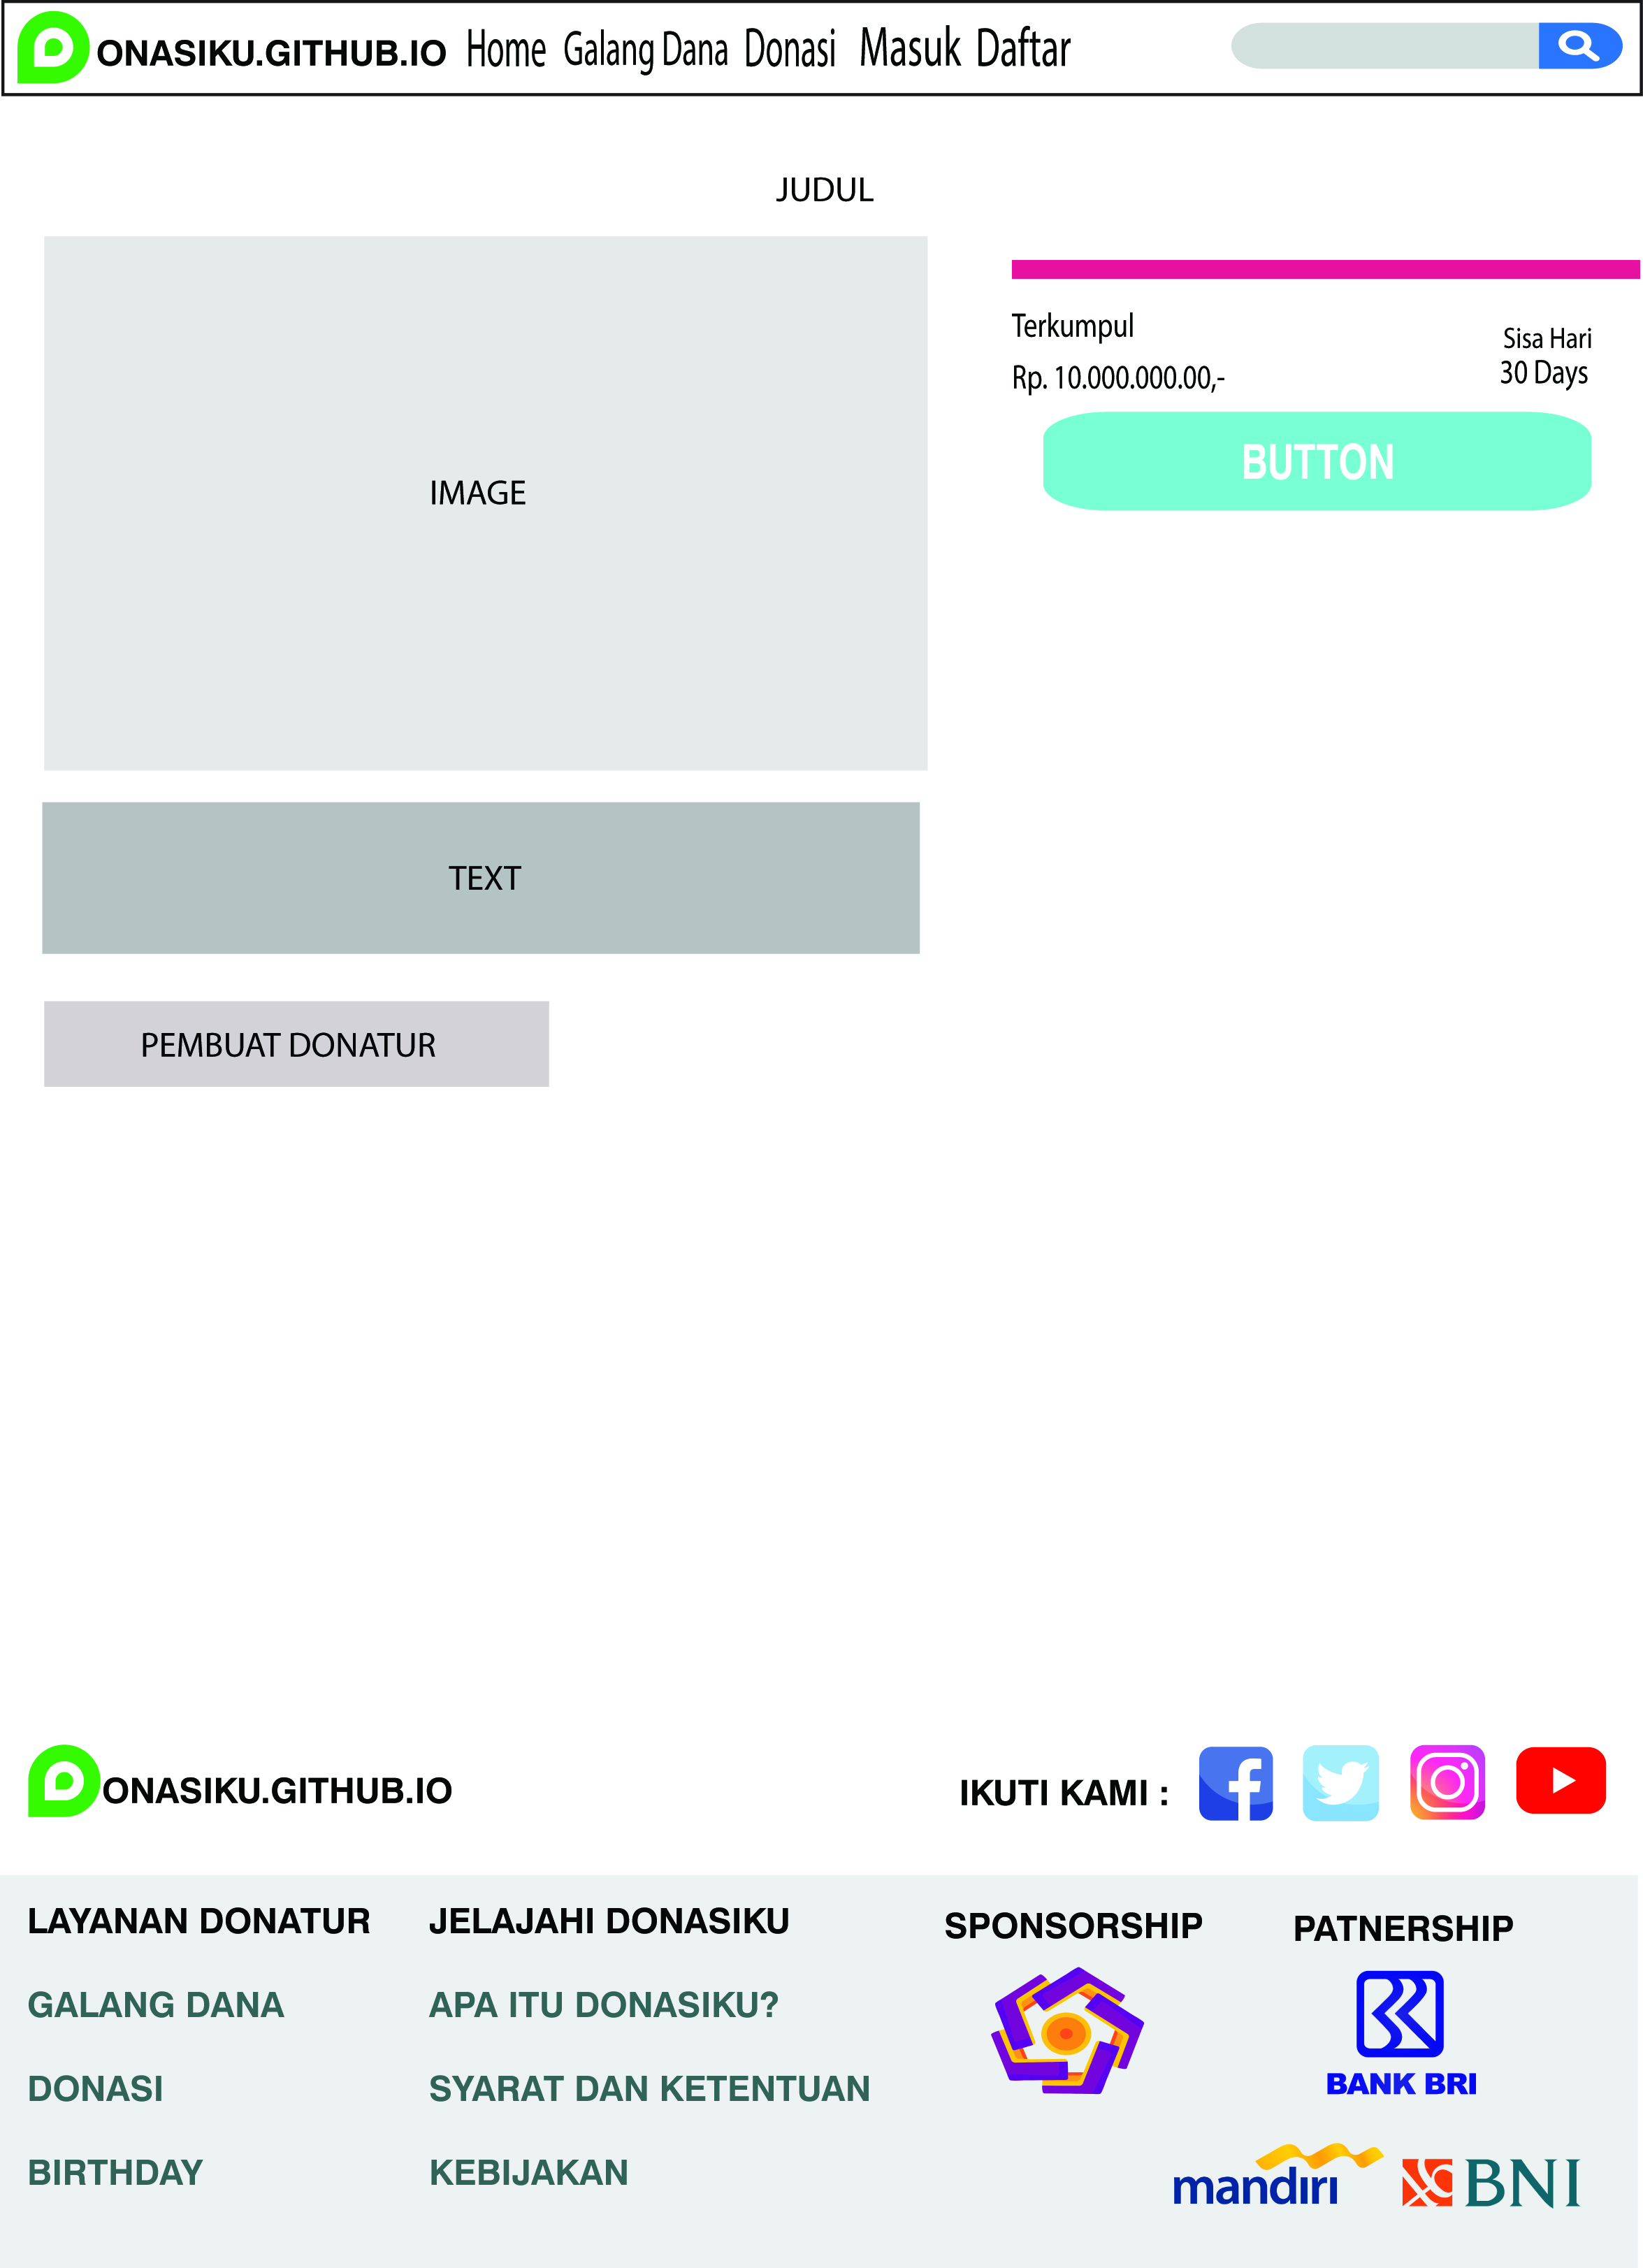 ONASIKU.GITHUB.IO Home Galang Dana Donasi Masuk Daftar
JUDUL
IMAGE
Terkumpul
Rp. 10.000.000.00,-
Sisa Hari
30 Days
BUTTON
TEXT
PEMBUAT DONATUR
ONASIKU.GITHUB.IO
IKUTI KAMI :
LAYANAN DONATUR
GALANG DANA
DONASI
BIRTHDAY
JELAJAHI DONASIKU
APA ITU DONASIKU?
SYARAT DAN KETENTUAN
KEBIJAKAN
SPONSORSHIP
PATNERSHIP
BANK BRI
mandiri
BNI